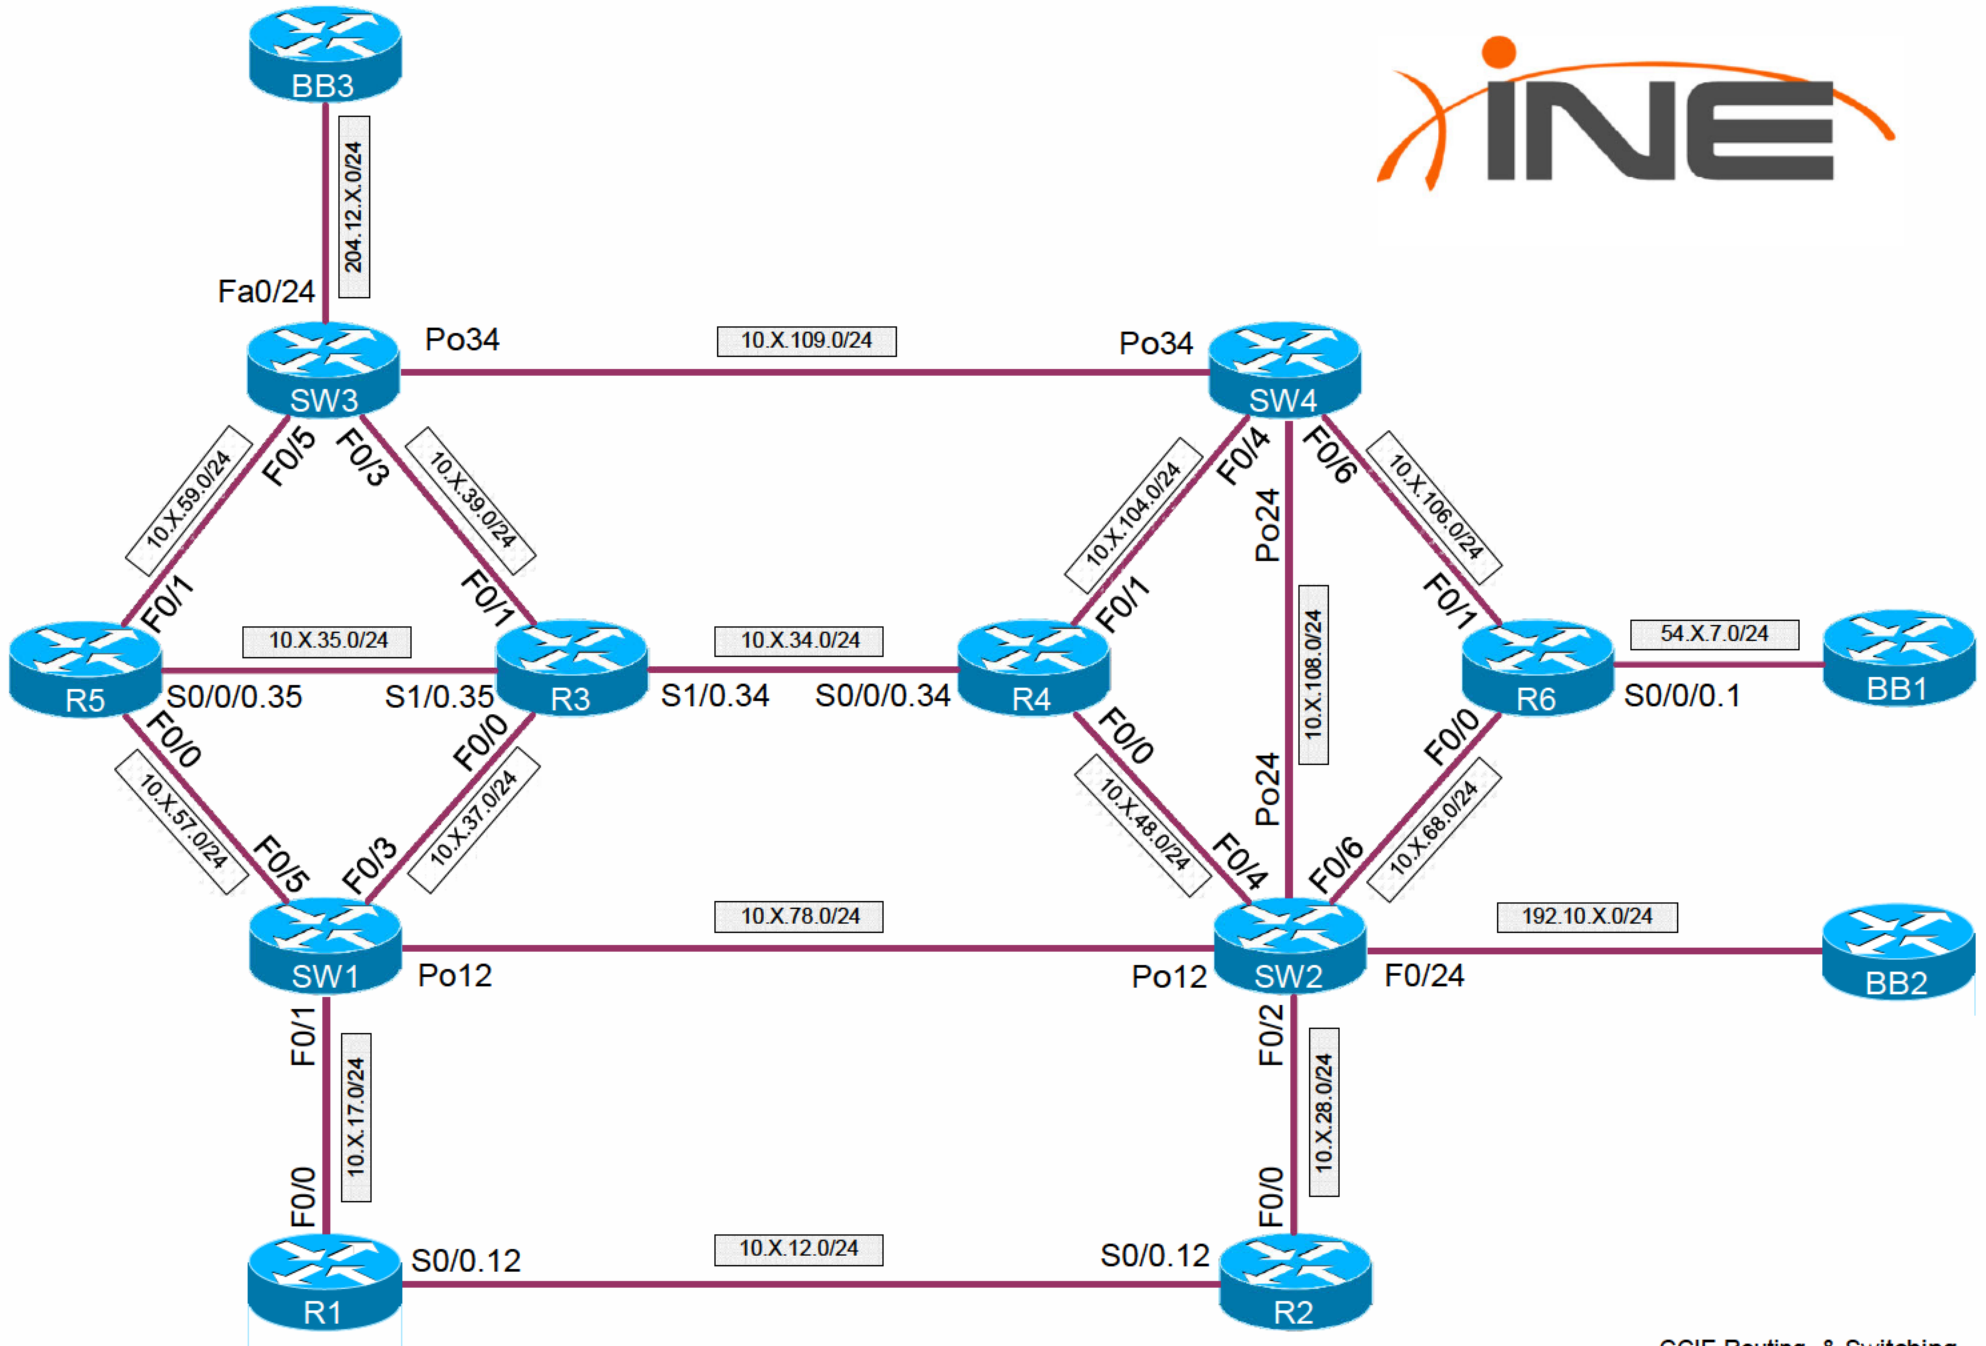 BB3
204.12.X.0/24
INE
Fa0/24
Po34
10.X.109.0/24
Po34
SW3
SW4
F0/5
F0/3
F0/4
F0/6
10.X.59.0/24
10.X.39.0/24
10.X.104.0/24
10.X.106.0/24
Po24
F0/1
F0/1
F0/1
F0/1
10.X.35.0/24
10.X.34.0/24
10.X.108.0/24
54.X.7.0/24
R5
S0/0/0.35
S1/0.35
R3
S1/0.34
S0/0/0.34
R4
R6
S0/0/0.1
BB1
F0/0
F0/0
F0/0
F0/0
10.X.57.0/24
10.X.37.0/24
10.X.48.0/24
Po24
10.X.68.0/24
F0/5
F0/3
F0/4
F0/6
10.X.78.0/24
192.10.X.0/24
SW1
Po12
Po12
SW2
F0/24
BB2
F0/1
10.X.17.0/24
F0/0
F0/2
10.X.28.0/24
F0/0
R1
S0/0.12
10.X.12.0/24
S0/0.12
R2
CCIE Routing & Switching